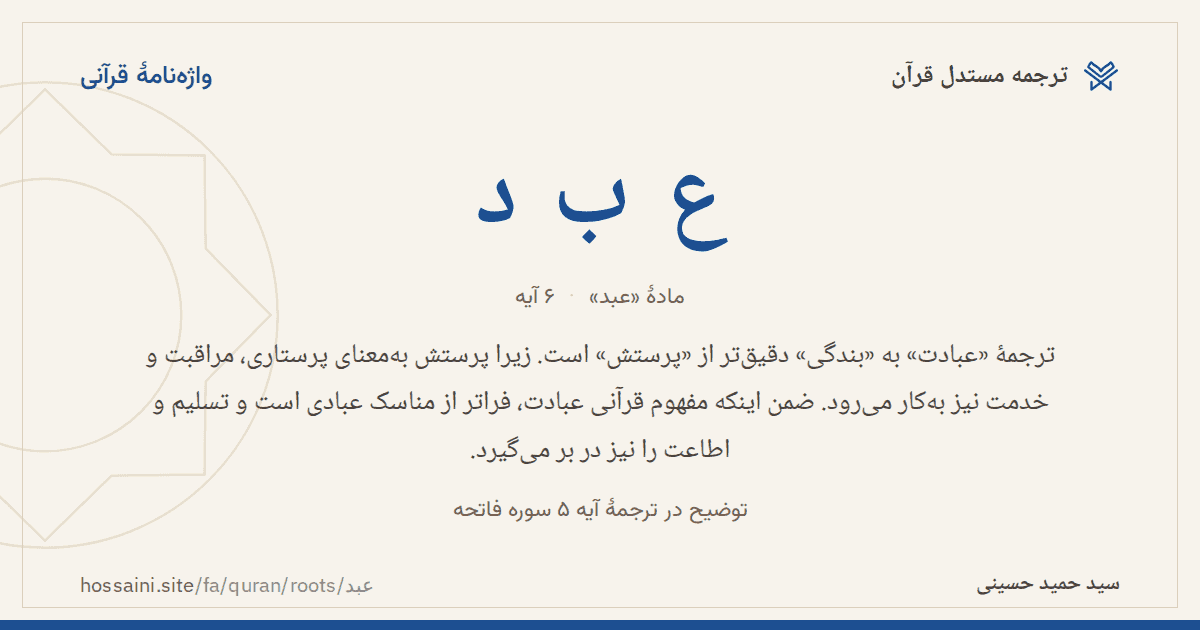 ترجمه مستدل قرآن
واژه‌نامهٔ قرآنی
ع ب د
مادهٔ «عبد» · ۶ آیه
ترجمهٔ «عبادت» به «بندگی» دقیق‌تر از «پرستش» است. زیرا پرستش به‌معنای پرستاری، مراقبت و
خدمت نیز به‌کار می‌رود. ضمن اینکه مفهوم قرآنی عبادت، فراتر از مناسک عبادی است و تسلیم و
اطاعت را نیز در بر می‌گیرد.
توضیح در ترجمهٔ آیه ۵ سوره فاتحه
سید حمید حسینی
hossaini.site/fa/quran/roots/عبد